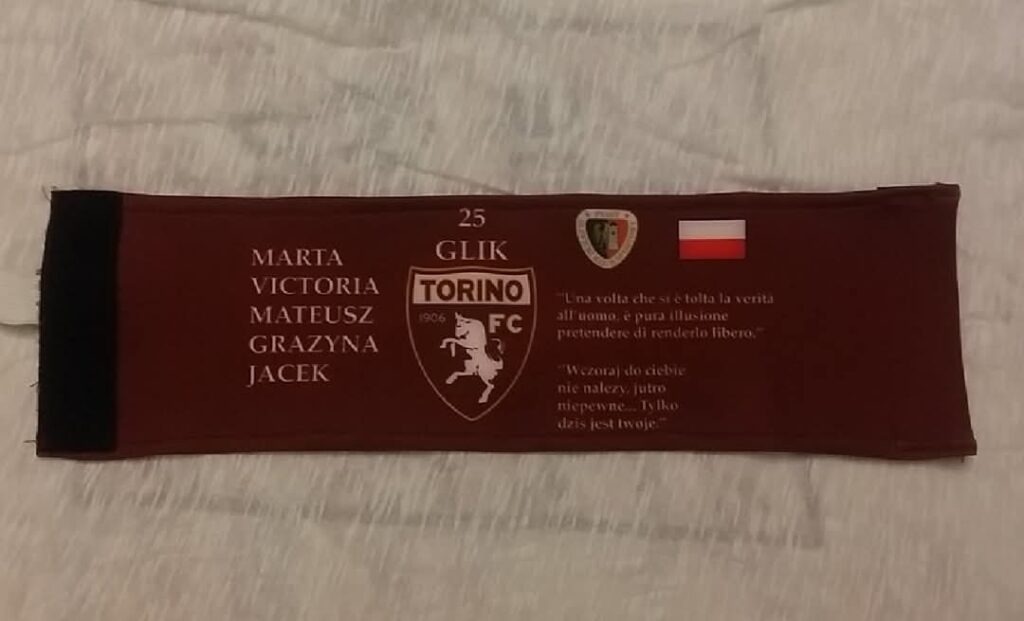 25
GLIK
MARTA
VICTORIA
MATEUSZ
GRAZYNA
JACEK
TORINO
1906
FC
PIAST
"Una volta che si è tolta la verità
all'uomo, è pura illusione
pretendere di renderlo libero."
"Wczoraj do ciebie
nie nalezy, jutro
niepewne... Tylko
dzis jest twoje."